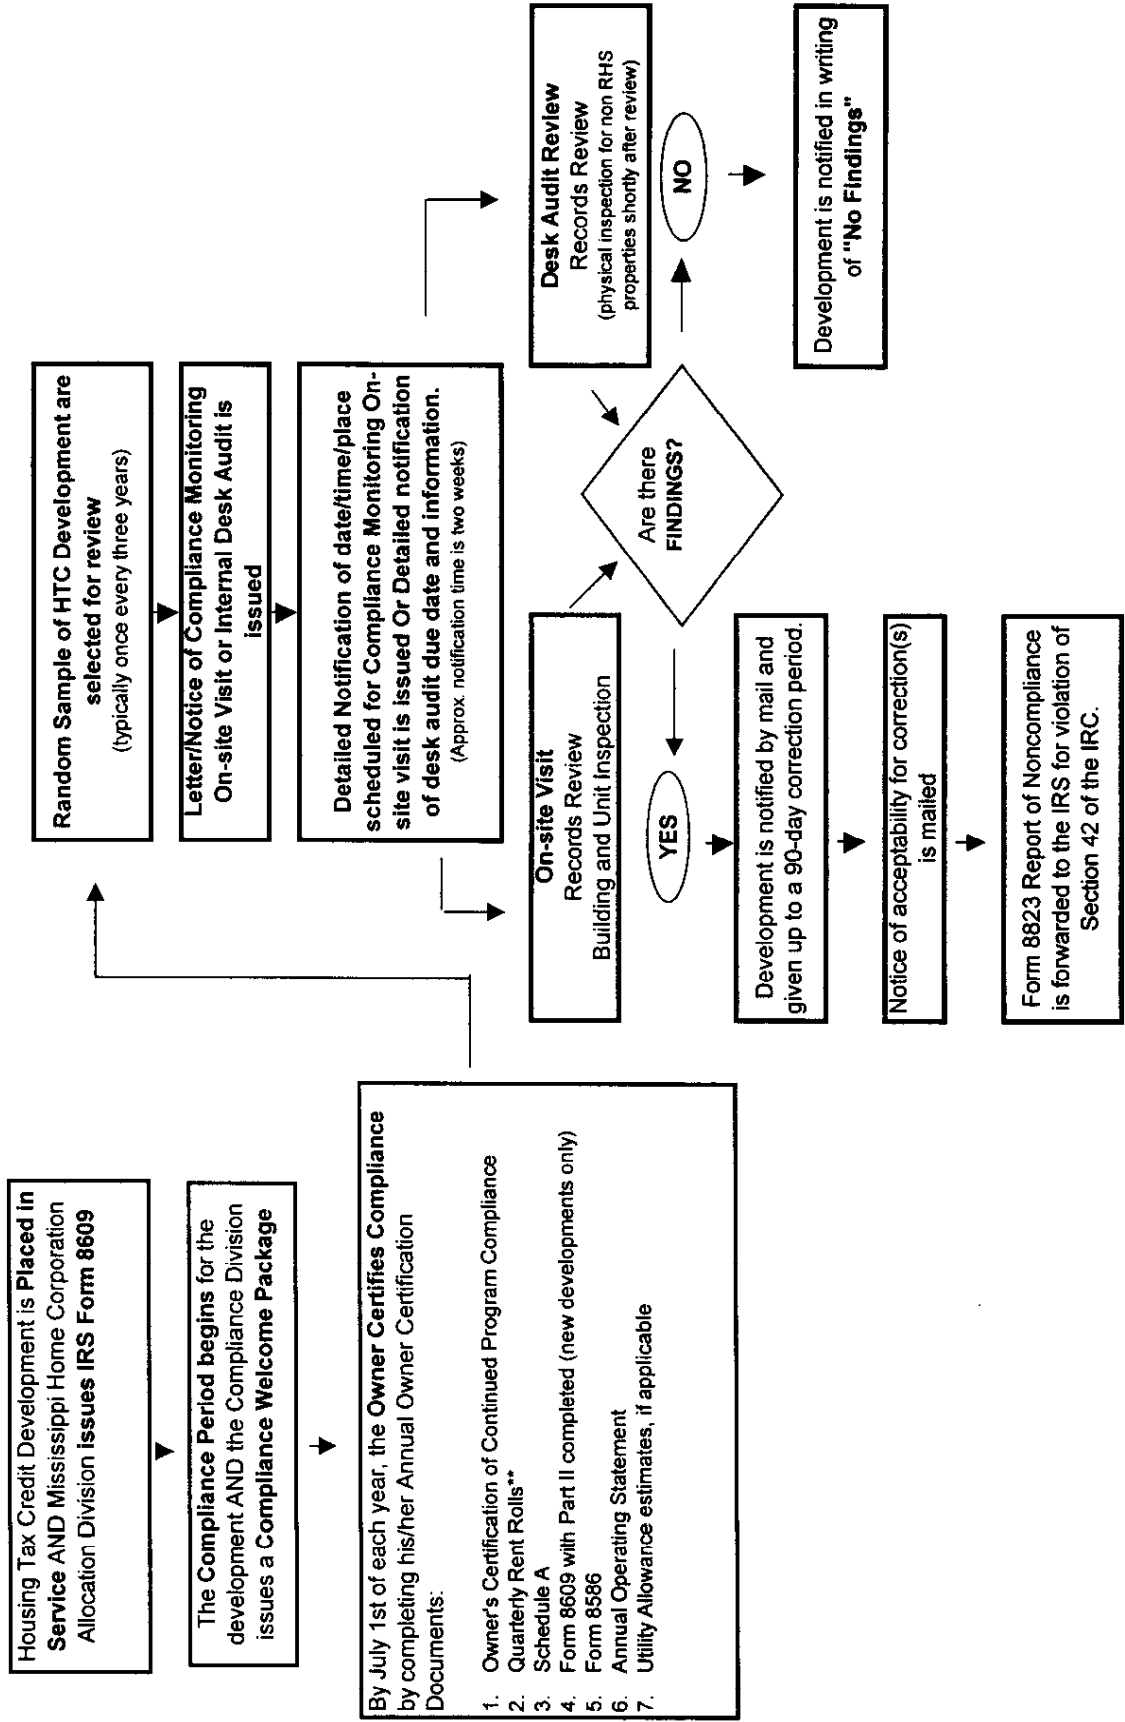 Housing Tax Credit Development is Placed in
Service AND Mississippi Home Corporation
Allocation Division issues IRS Form 8609
The Compliance Period begins for the
development AND the Compliance Division
issues a Compliance Welcome Package
By July 1st of each year, the Owner Certifies Compliance
by completing his/her Annual Owner Certification
Documents:
1. Owner's Certification of Continued Program Compliance
2. Quarterly Rent Rolls**
3. Schedule A
4. Form 8609 with Part II completed (new developments only)
5. Form 8586
6. Annual Operating Statement
7. Utility Allowance estimates, if applicable
Random Sample of HTC Development are
selected for review
(typically once every three years)
Letter/Notice of Compliance Monitoring
On-site Visit or Internal Desk Audit is
issued
Detailed Notification of date/time/place
scheduled for Compliance Monitoring On-
site visit is issued Or Detailed notification
of desk audit due date and information.
(Approx. notification time is two weeks)
On-site Visit
Records Review
Building and Unit Inspection
Desk Audit Review
Records Review
(physical inspection for non RHS
properties shortly after review)
Are there
FINDINGS?
YES
NO
Development is notified by mail and
given up to a 90-day correction period.
Notice of acceptability for correction(s)
is mailed
Form 8823 Report of Noncompliance
is forwarded to the IRS for violation of
Section 42 of the IRC.
Development is notified in writing
of "No Findings"